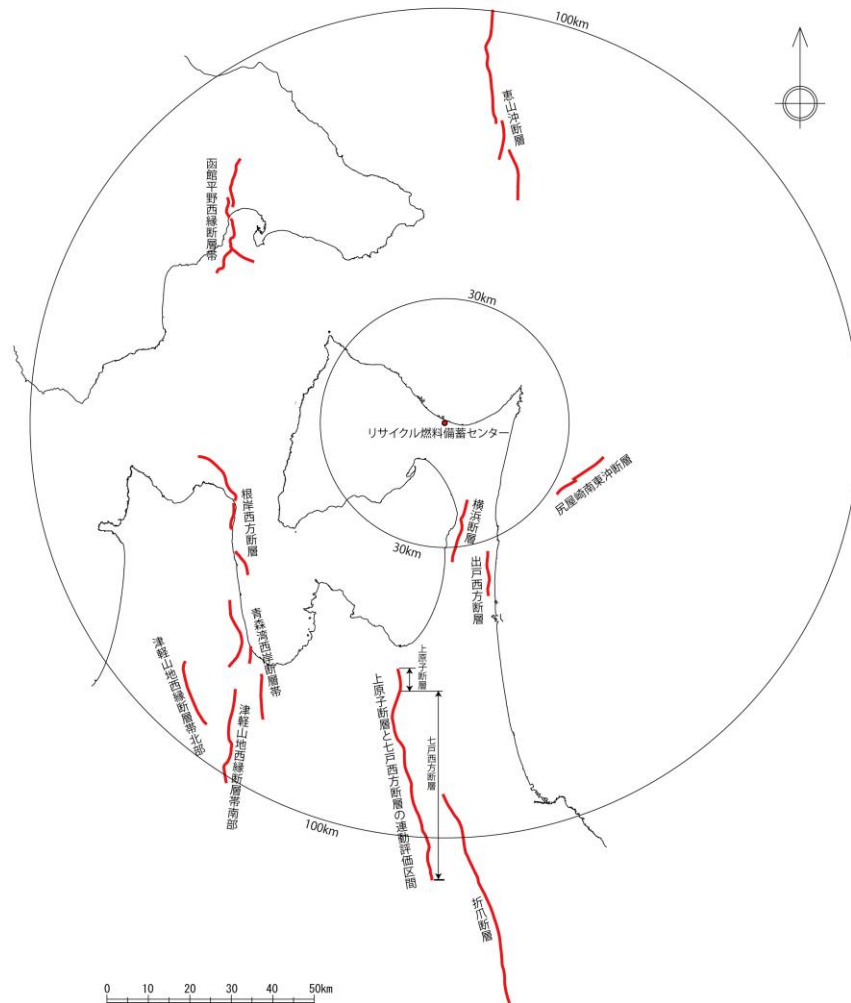 100km
恵山沖断層
函館平野西縁断層帯
30km
リサイクル燃料備蓄センター
尻屋崎南東沖断層
根岸西方断層
横浜断層
30km
出戸西方断層
青森湾西岸断層帯
上原子断層
津軽山地西縁断層帯北部
津軽山地西縁断層帯南部
上原子断層と七戸西方断層の連動評価区間
七戸西方断層
100km
折爪断層
0 10 20 30 40 50km